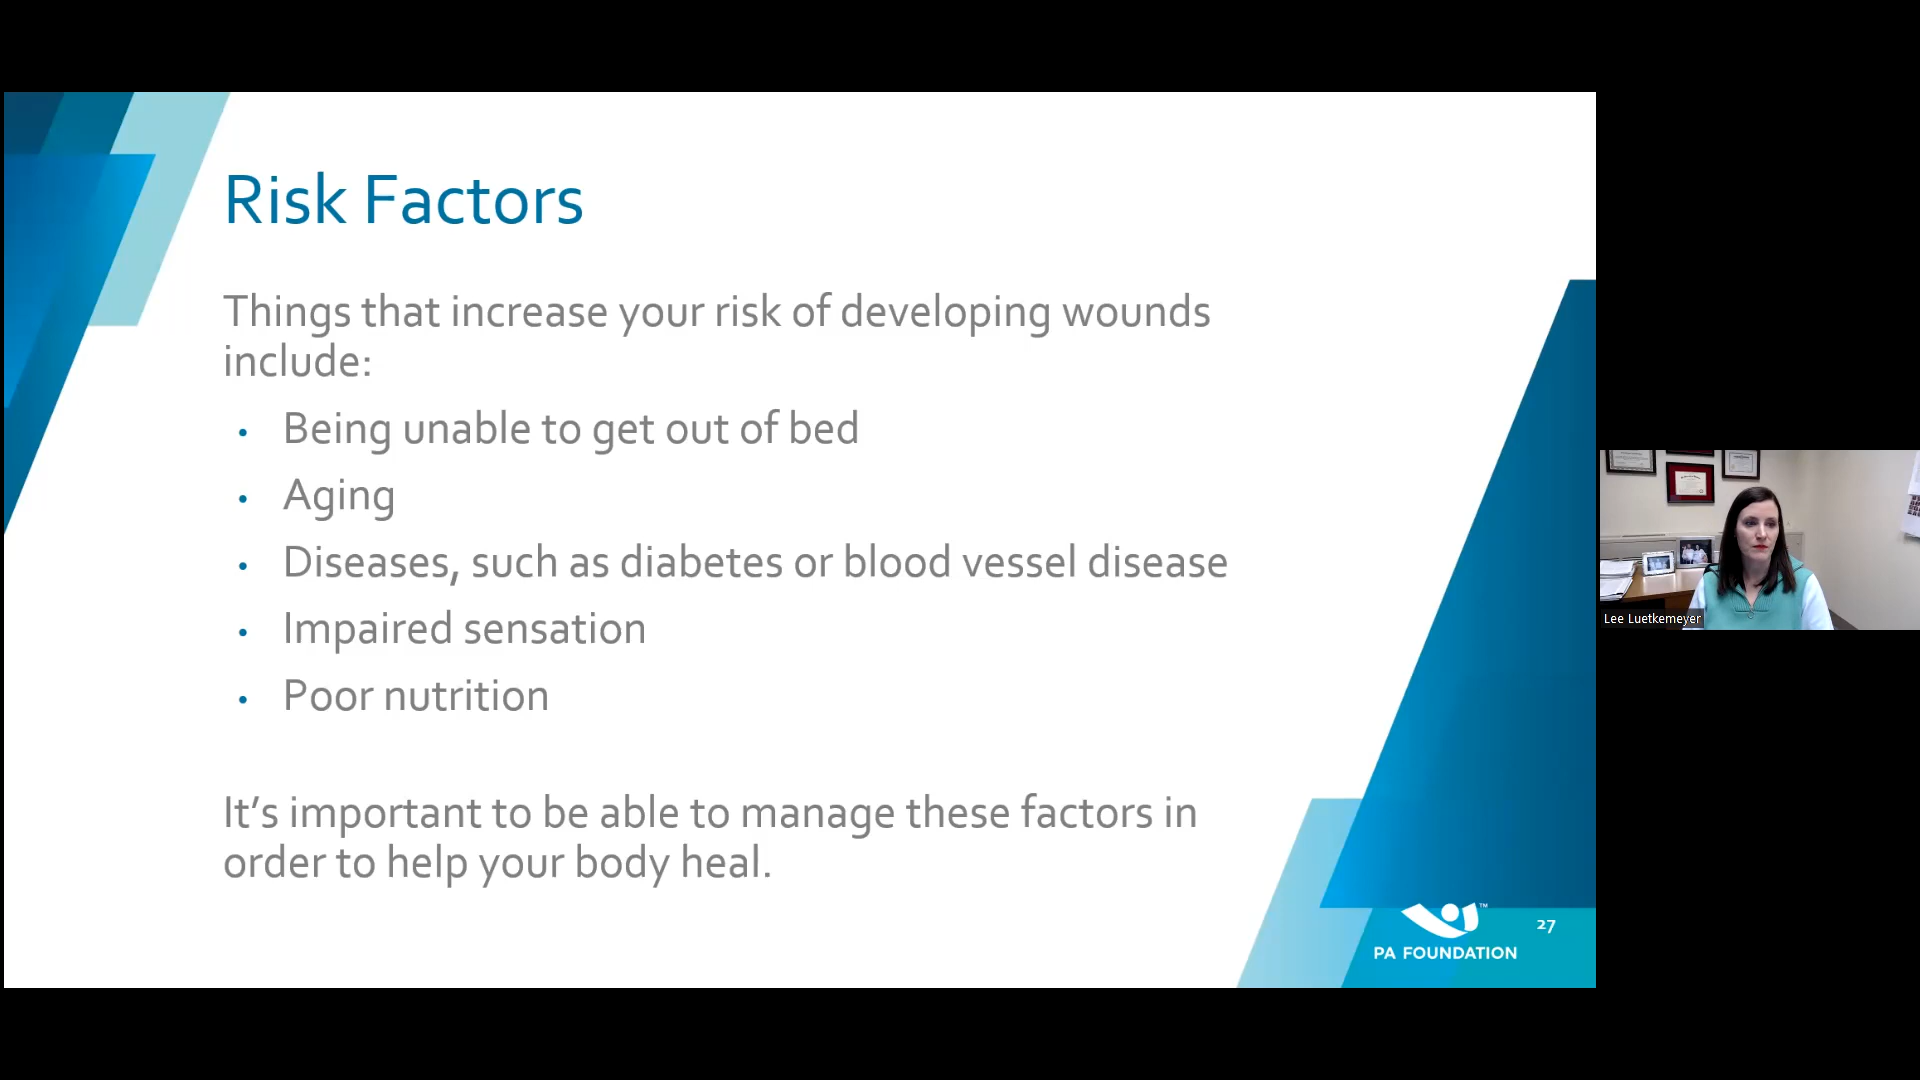 Risk Factors
Things that increase your risk of developing wounds
include:
• Being unable to get out of bed
• Aging
• Diseases, such as diabetes or blood vessel disease
• Impaired sensation
• Poor nutrition
It's important to be able to manage these factors in
order to help your body heal.
™
PA FOUNDATION
27
Lee Luetkemeyer